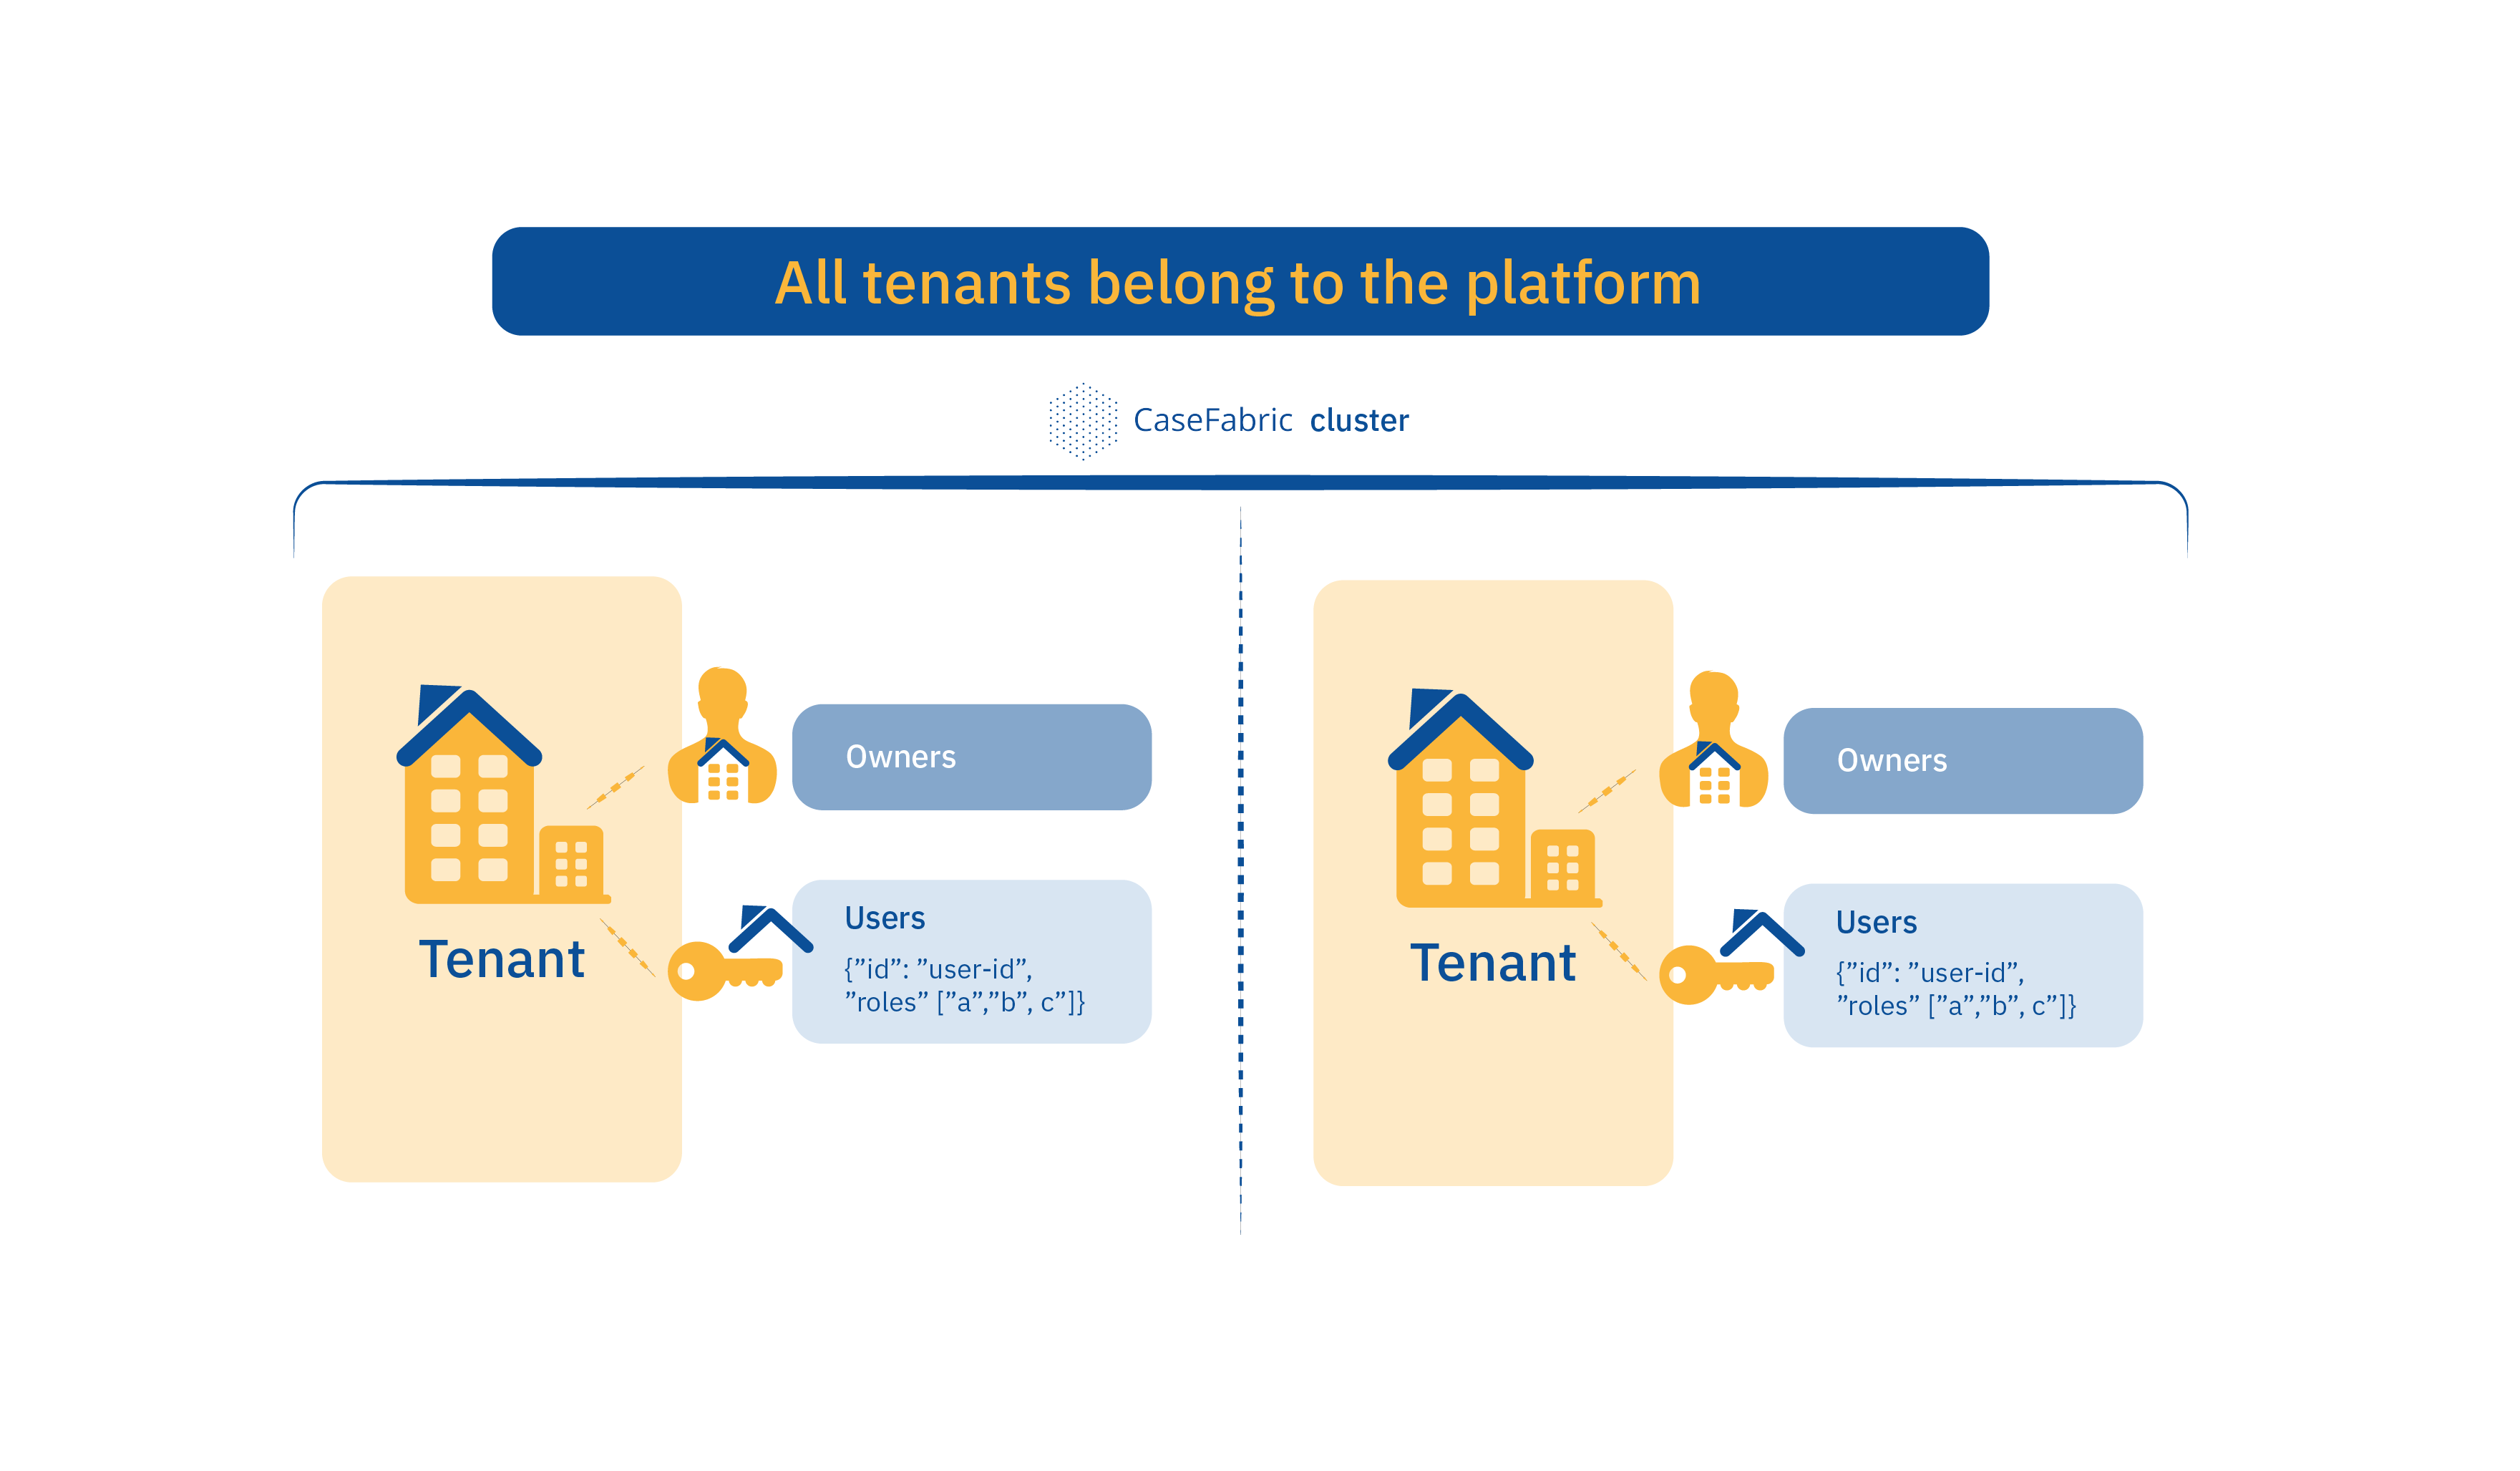 All tenants belong to the platform
CaseFabric cluster
Tenant
Owners
Users
{”id”: ”user-id”,
”roles” [”a”,”b”, c”]}
Tenant
Owners
Users
{”id”: ”user-id”,
”roles” [”a”,”b”, c”]}